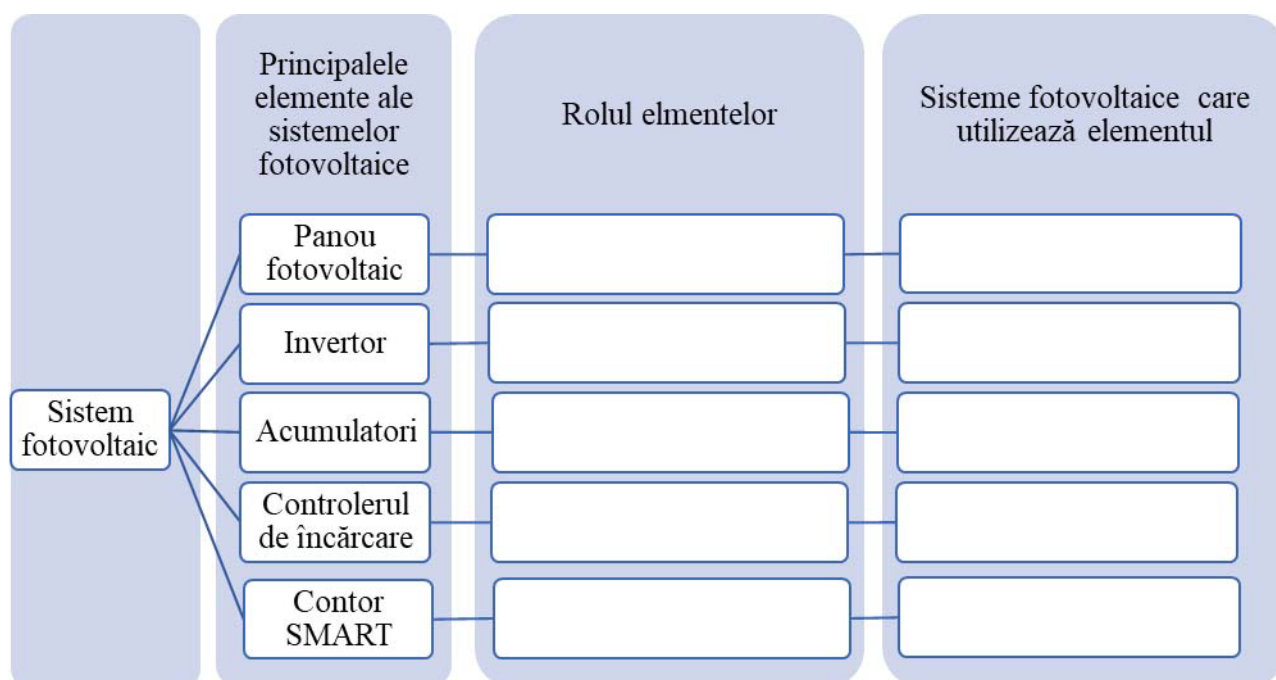 Principalele
elemente ale
sistemelor
fotovoltaice
Rolul elmentelor
Sisteme fotovoltaice care
utilizează elementul
Sistem
fotovoltaic
Panou
fotovoltaic
Invertor
Acumulatori
Controlerul
de încărcare
Contor
SMART